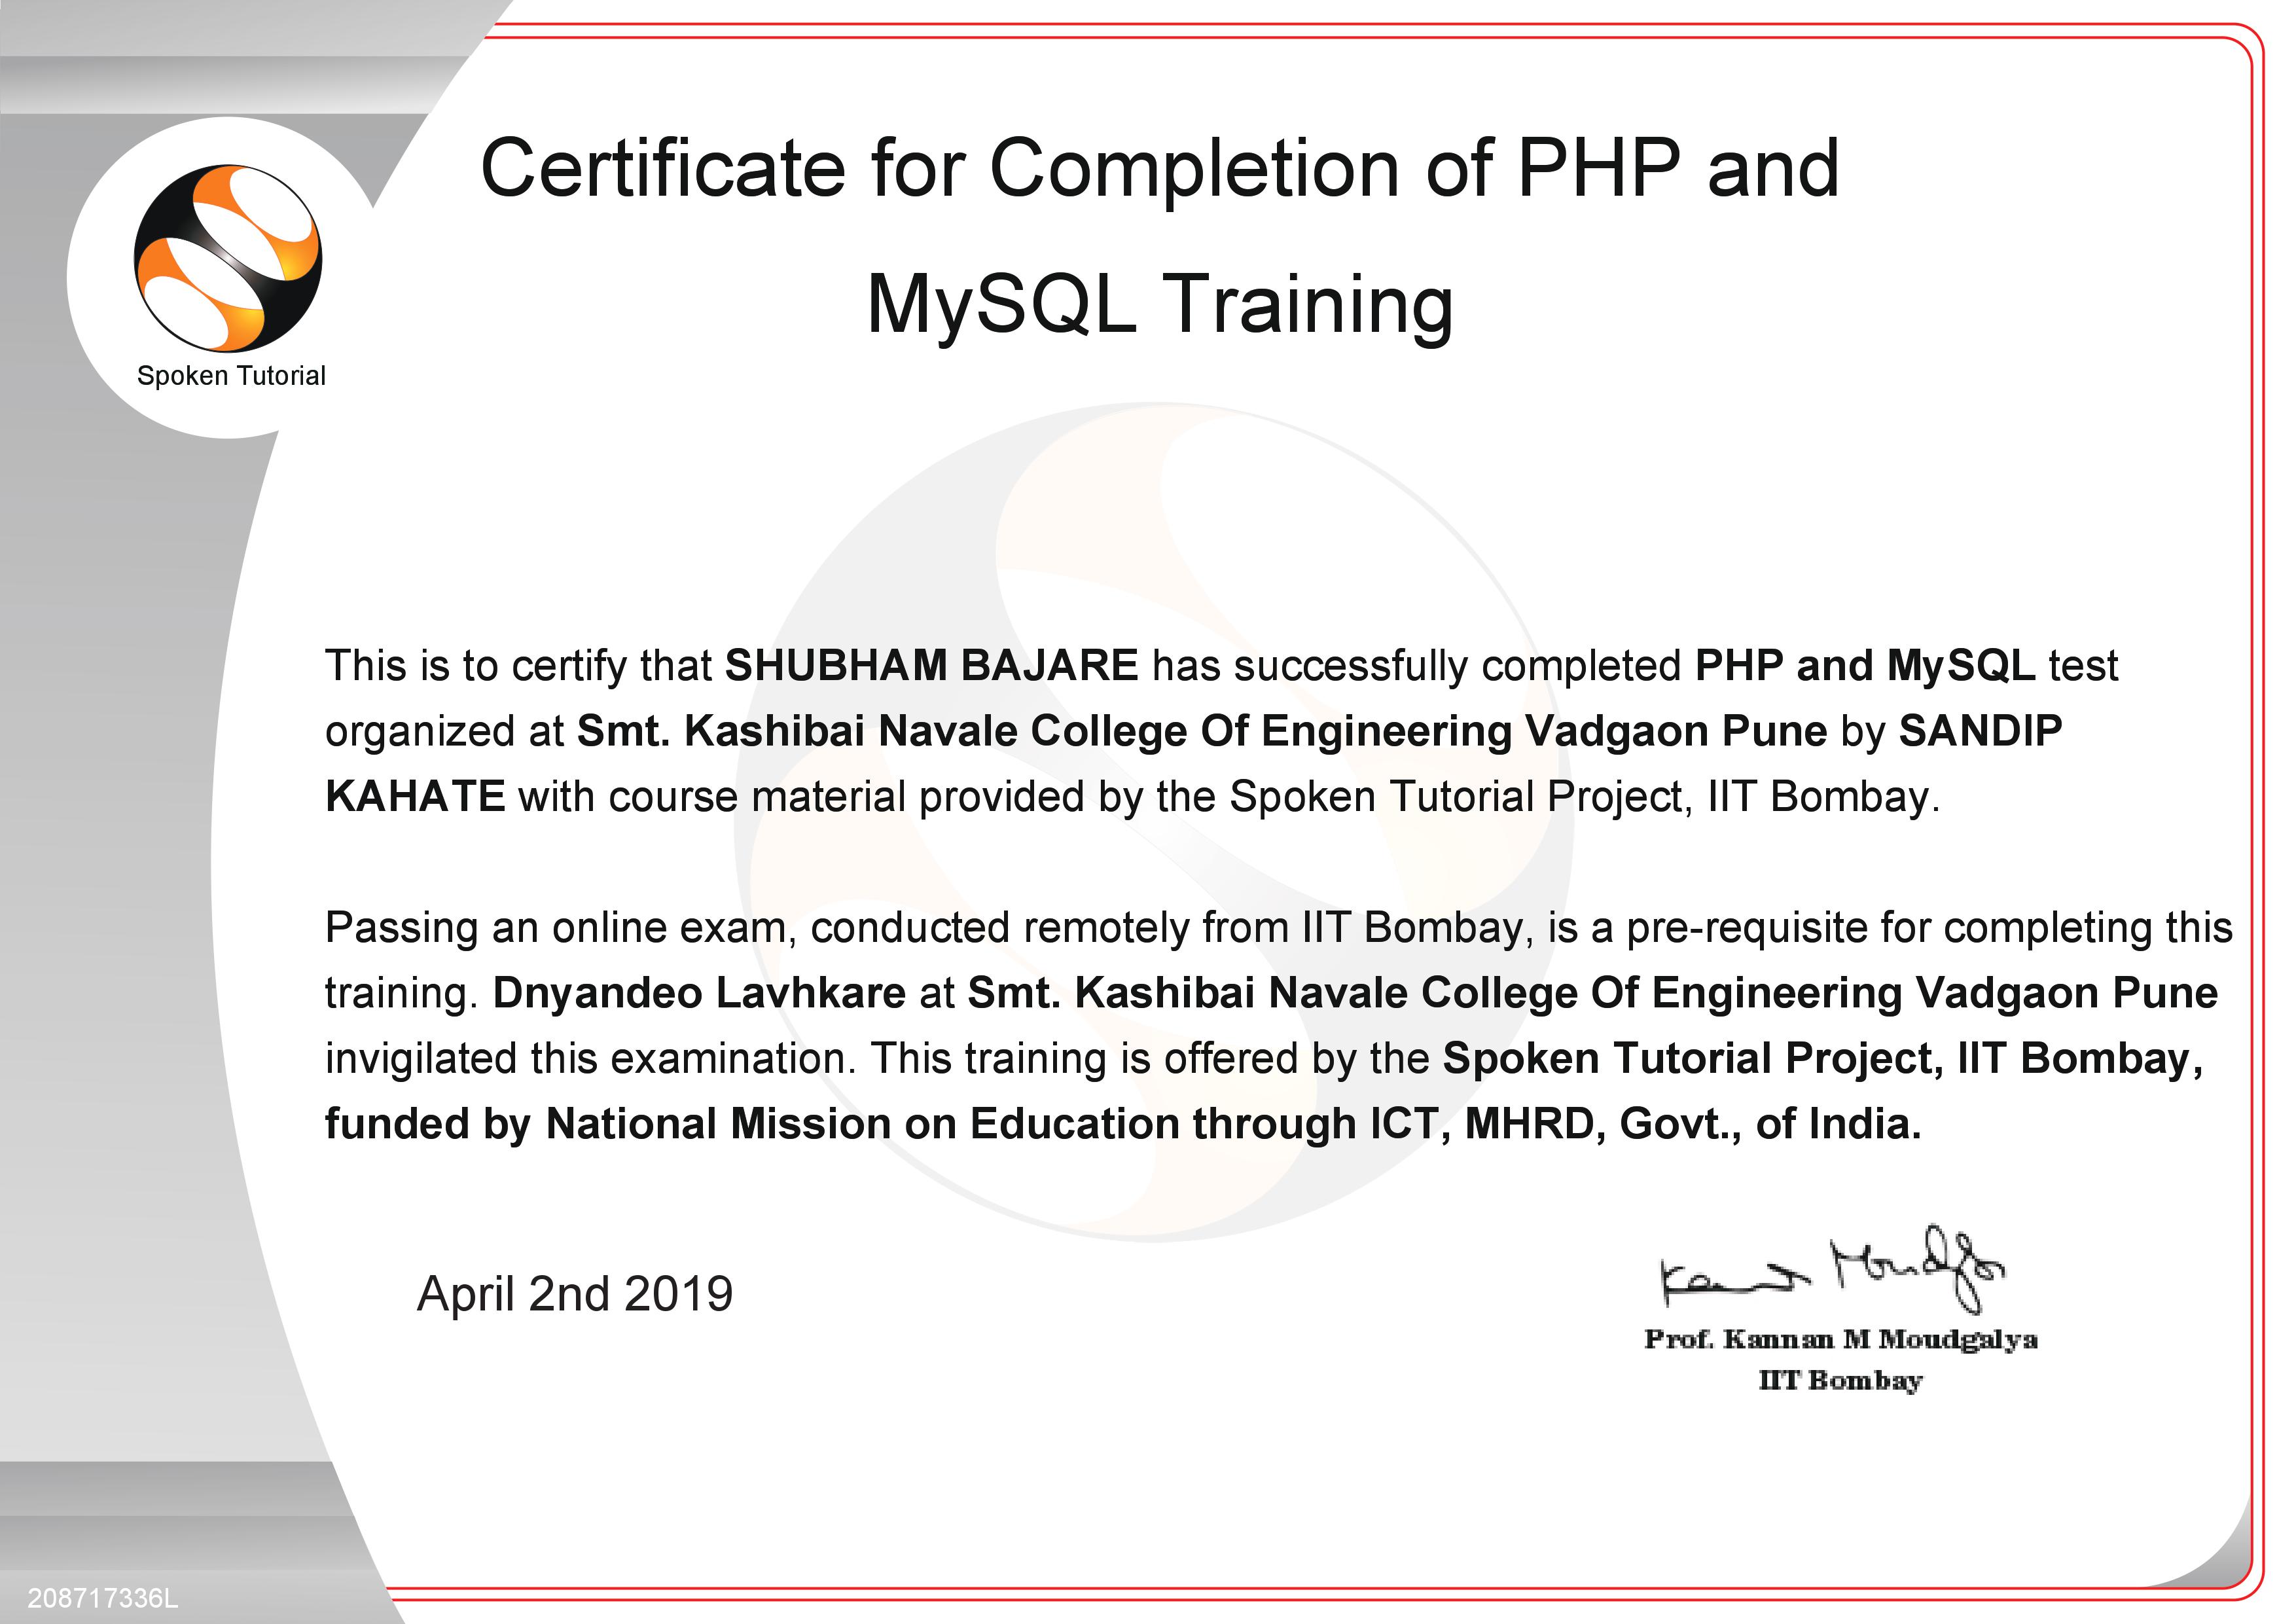 Certificate for Completion of PHP and
MySQL Training
Spoken Tutorial
This is to certify that SHUBHAM BAJARE has successfully completed PHP and MySQL test
organized at Smt. Kashibai Navale College Of Engineering Vadgaon Pune by SANDIP
KAHATE with course material provided by the Spoken Tutorial Project, IIT Bombay.
Passing an online exam, conducted remotely from IIT Bombay, is a pre-requisite for completing this
training. Dnyandeo Lavhkare at Smt. Kashibai Navale College Of Engineering Vadgaon Pune
invigilated this examination. This training is offered by the Spoken Tutorial Project, IIT Bombay,
funded by National Mission on Education through ICT, MHRD, Govt., of India.
April 2nd 2019
Kannan Moudgalya
Prof. Kannan M Moudgalya
IIT Bombay
208717336L